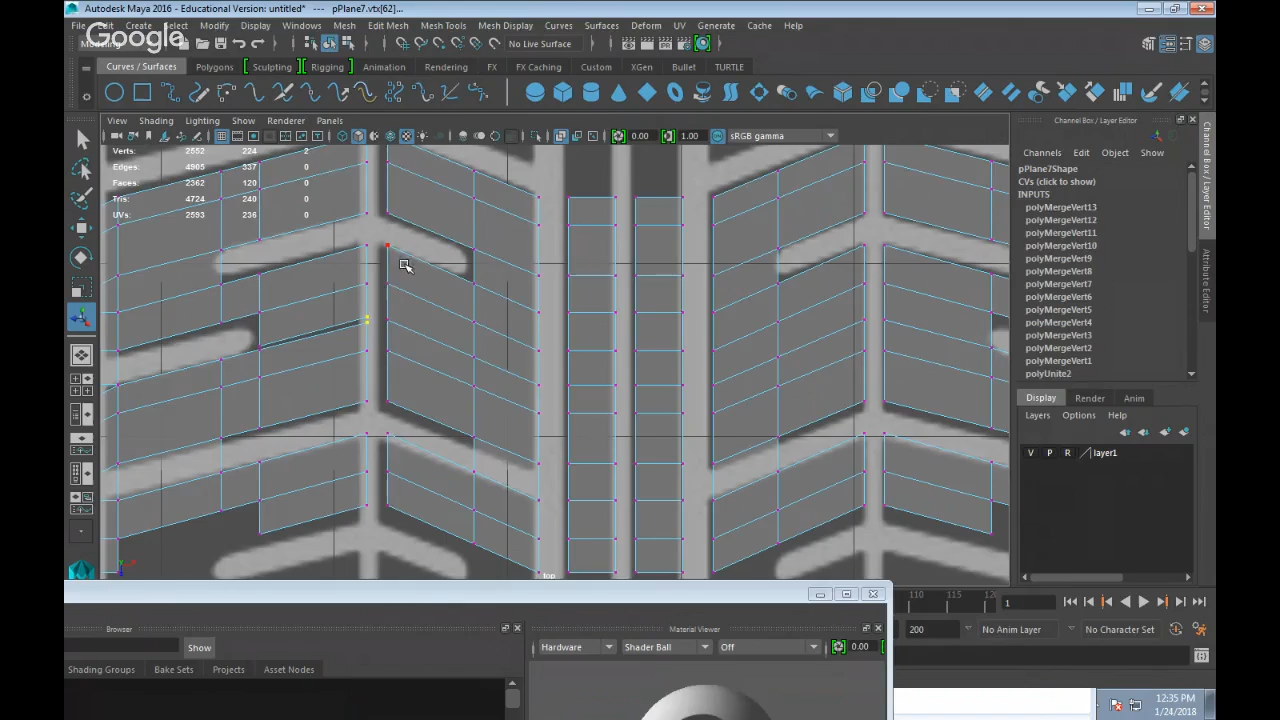 Autodesk Maya 2016 - Educational Version: untitled* --- pPlane7.vtx[62]...
Create Select Modify Display Windows Mesh Edit Mesh Mesh Tools Mesh Display Curves Surfaces Deform UV Generate Cache Help
Google
No Live Surface
Curves / Surfaces Polygons Sculpting Rigging Animation Rendering FX FX Caching Custom XGen Bullet TURTLE
View Shading Lighting Show Renderer Panels
Channel Box / Layer Editor
0.00 1.00 sRGB gamma
Verts: 2552 224 2
Edges: 4905 337 0
Faces: 2362 120 0
Tris: 4724 240 0
UVs: 2593 236 0
Channels Edit Object Show
pPlane7Shape
CVs (click to show)
INPUTS
polyMergeVert13
polyMergeVert12
polyMergeVert11
polyMergeVert10
polyMergeVert9
polyMergeVert8
polyMergeVert7
polyMergeVert6
polyMergeVert5
polyMergeVert4
polyMergeVert3
polyMergeVert2
polyMergeVert1
polyUnite2
Channel Box / Layer Editor
Attribute Editor
Display Render Anim
Layers Options Help
V P R layer1
top
110 115 120 1
200 No Anim Layer No Character Set
Browser
Material Viewer
Show
Hardware Shader Ball Off 0.00
Shading Groups Bake Sets Projects Asset Nodes
12:35 PM
1/24/2018